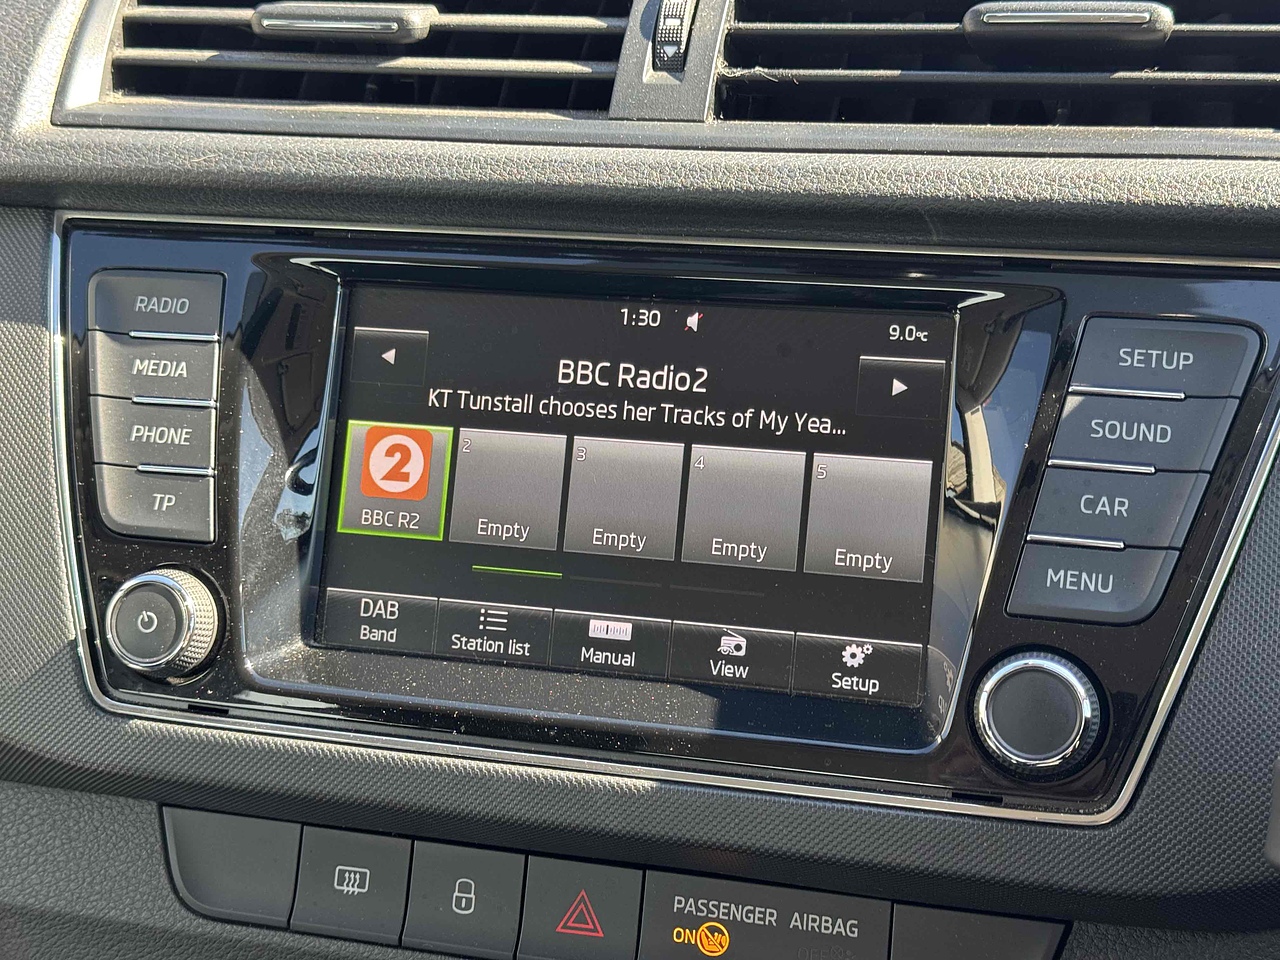 RADIO
MEDIA
PHONE
TP
1:30
9.0°C
BBC Radio2
KT Tunstall chooses her Tracks of My Yea...
2
BBC R2
2
Empty
3
Empty
4
Empty
5
Empty
DAB
Band
Station list
Manual
View
Setup
SETUP
SOUND
CAR
MENU
PASSENGER AIRBAG
ON